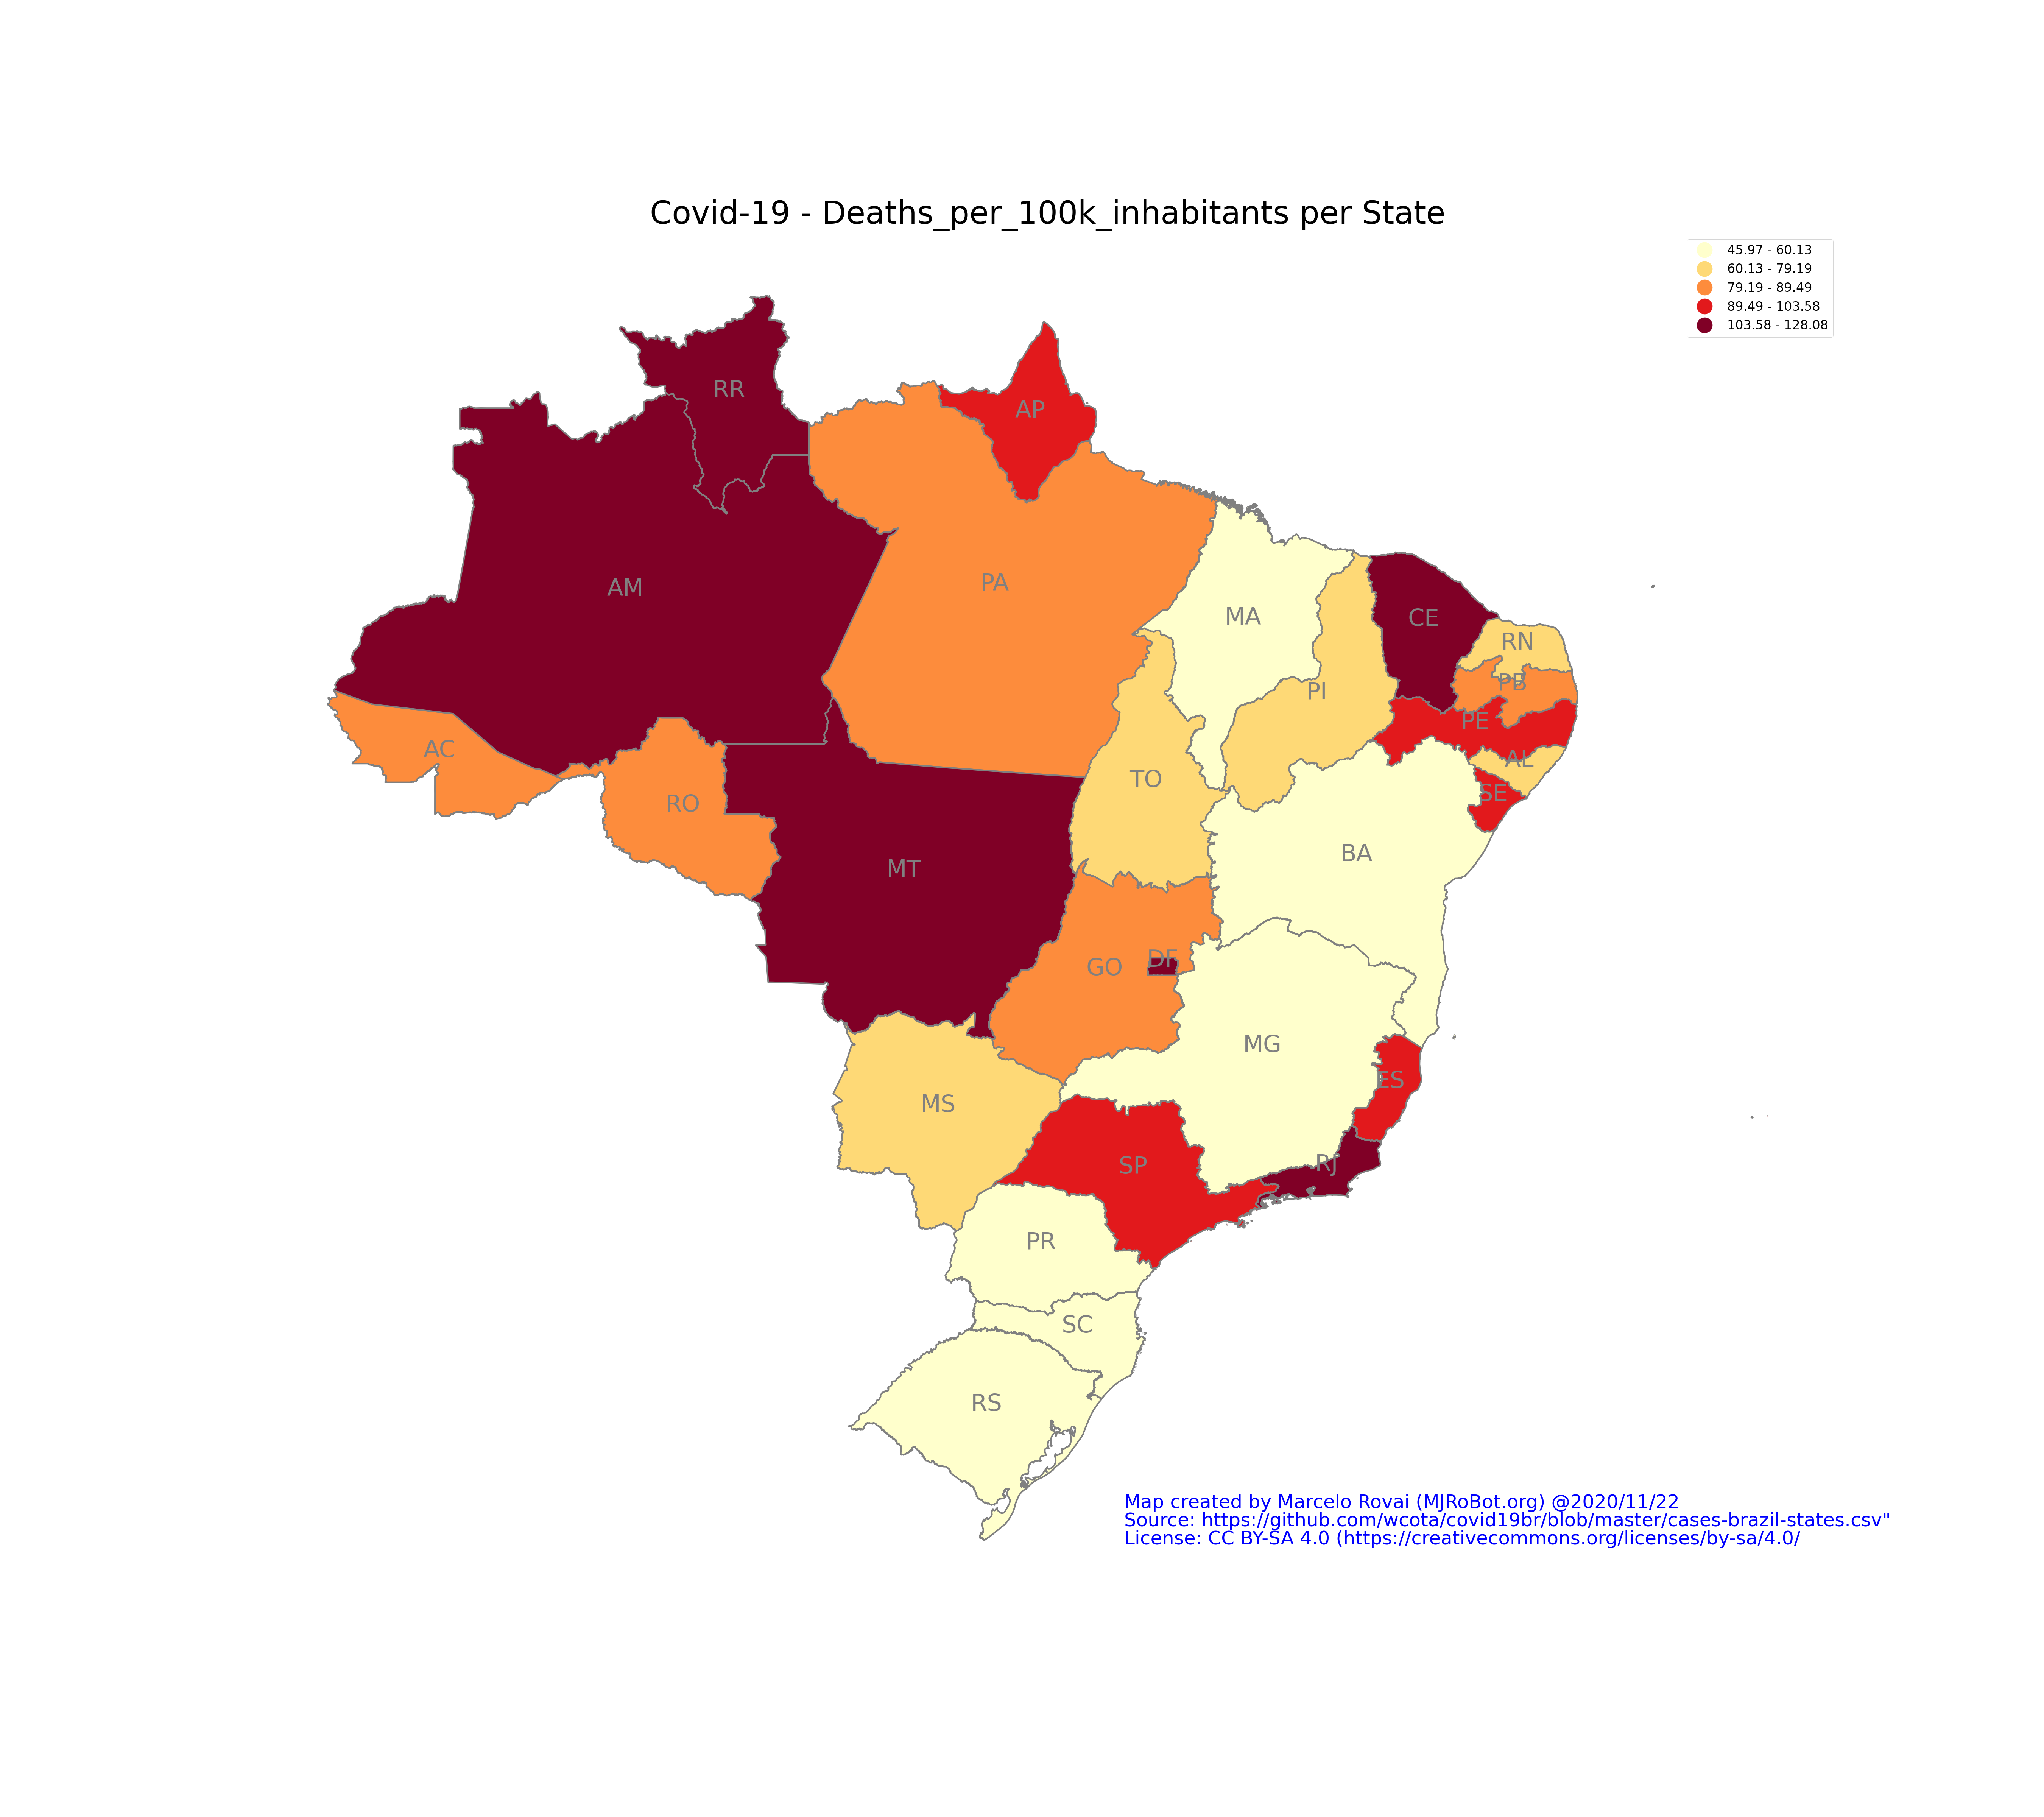 Covid-19 - Deaths_per_100k_inhabitants per State
45.97 - 60.13
60.13 - 79.19
79.19 - 89.49
89.49 - 103.58
103.58 - 128.08
RR
AP
AM
PA
MA
CE
RN
PB
PI
PE
AC
AL
TO
SE
RO
BA
MT
DF
GO
MG
ES
MS
RJ
SP
PR
SC
RS
Map created by Marcelo Rovai (MJRoBot.org) @2020/11/22
Source: https://github.com/wcota/covid19br/blob/master/cases-brazil-states.csv"
License: CC BY-SA 4.0 (https://creativecommons.org/licenses/by-sa/4.0/